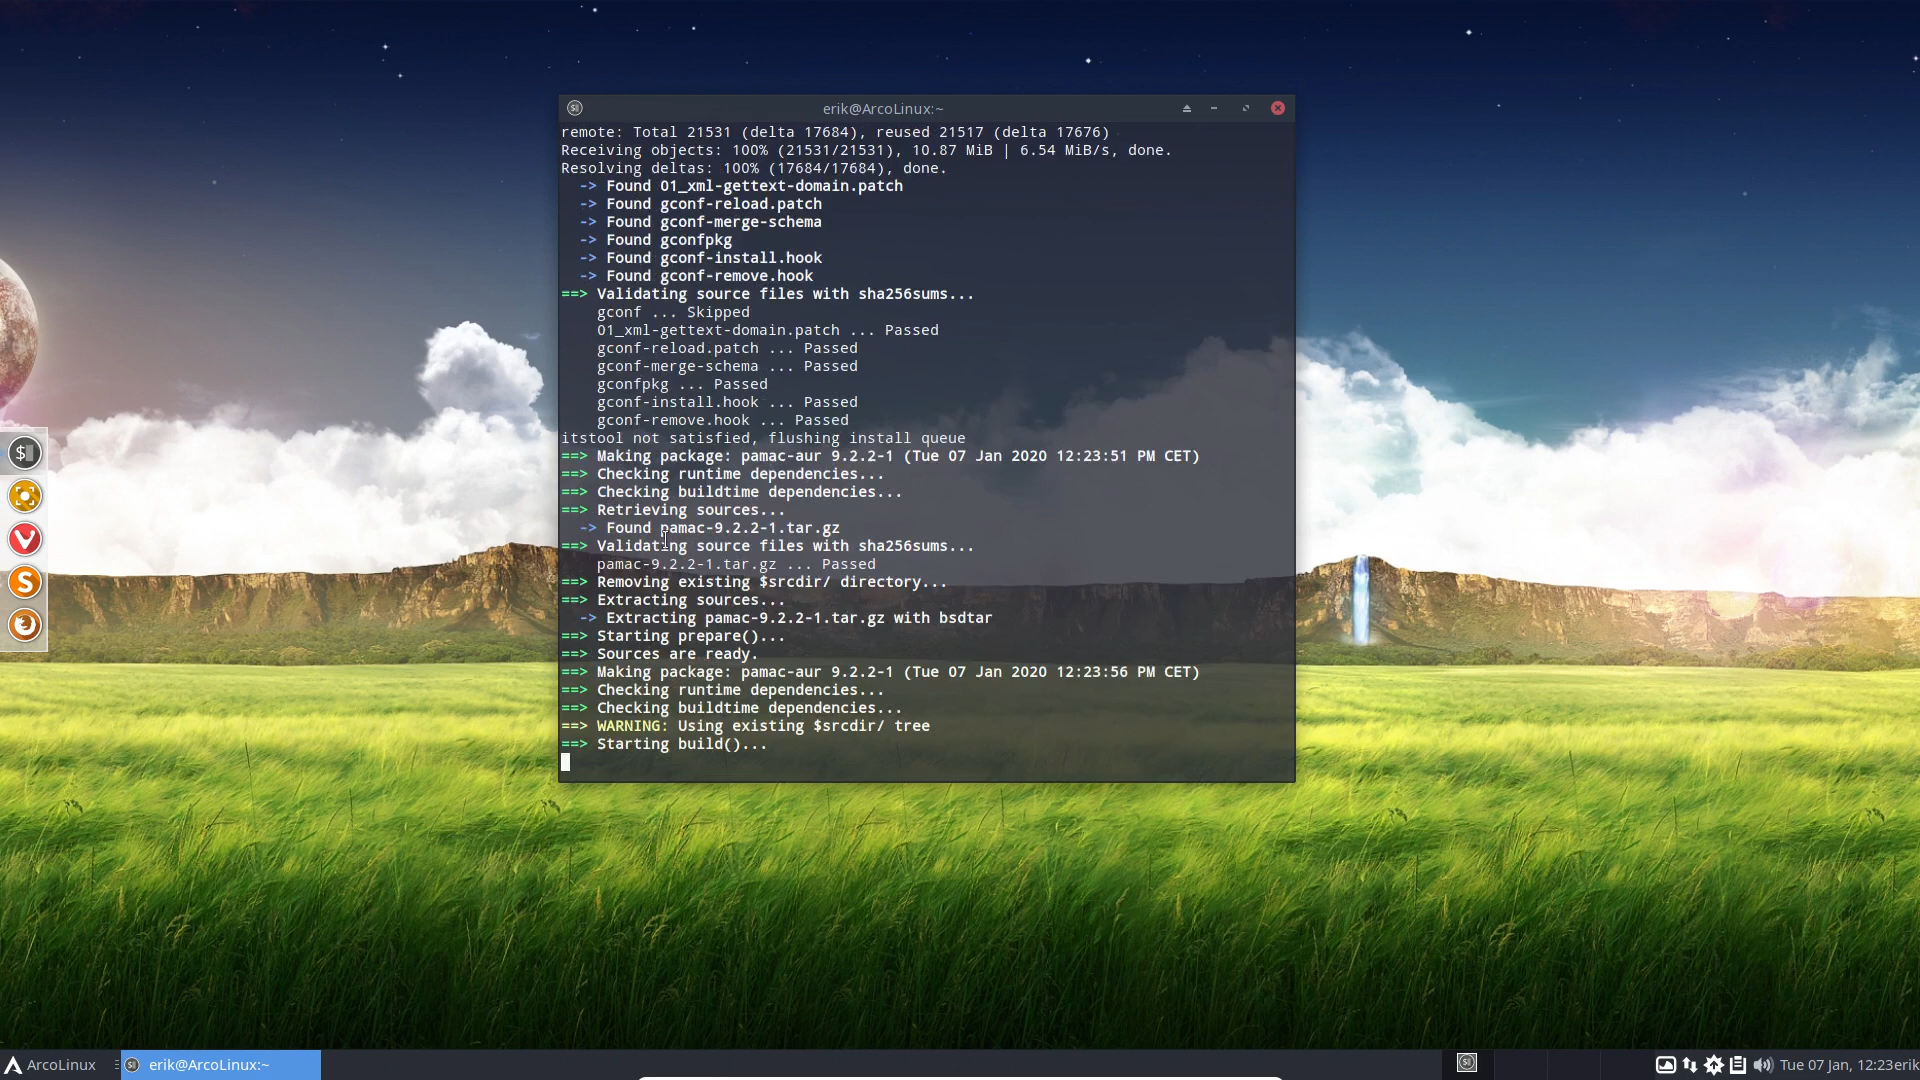 erik@ArcoLinux:~
remote: Total 21531 (delta 17684), reused 21517 (delta 17676)
Receiving objects: 100% (21531/21531), 10.87 MiB | 6.54 MiB/s, done.
Resolving deltas: 100% (17684/17684), done.
-> Found 01_xml-gettext-domain.patch
-> Found gconf-reload.patch
-> Found gconf-merge-schema
-> Found gconfpkg
-> Found gconf-install.hook
-> Found gconf-remove.hook
==> Validating source files with sha256sums...
gconf ... Skipped
01_xml-gettext-domain.patch ... Passed
gconf-reload.patch ... Passed
gconf-merge-schema ... Passed
gconfpkg ... Passed
gconf-install.hook ... Passed
gconf-remove.hook ... Passed
itstool not satisfied, flushing install queue
==> Making package: pamac-aur 9.2.2-1 (Tue 07 Jan 2020 12:23:51 PM CET)
==> Checking runtime dependencies...
==> Checking buildtime dependencies...
==> Retrieving sources...
-> Found pamac-9.2.2-1.tar.gz
==> Validating source files with sha256sums...
pamac-9.2.2-1.tar.gz ... Passed
==> Removing existing $srcdir/ directory...
==> Extracting sources...
-> Extracting pamac-9.2.2-1.tar.gz with bsdtar
==> Starting prepare()...
==> Sources are ready.
==> Making package: pamac-aur 9.2.2-1 (Tue 07 Jan 2020 12:23:56 PM CET)
==> Checking runtime dependencies...
==> Checking buildtime dependencies...
==> WARNING: Using existing $srcdir/ tree
==> Starting build()...
$
S
ArcoLinux
erik@ArcoLinux:~
Tue 07 Jan, 12:23erik